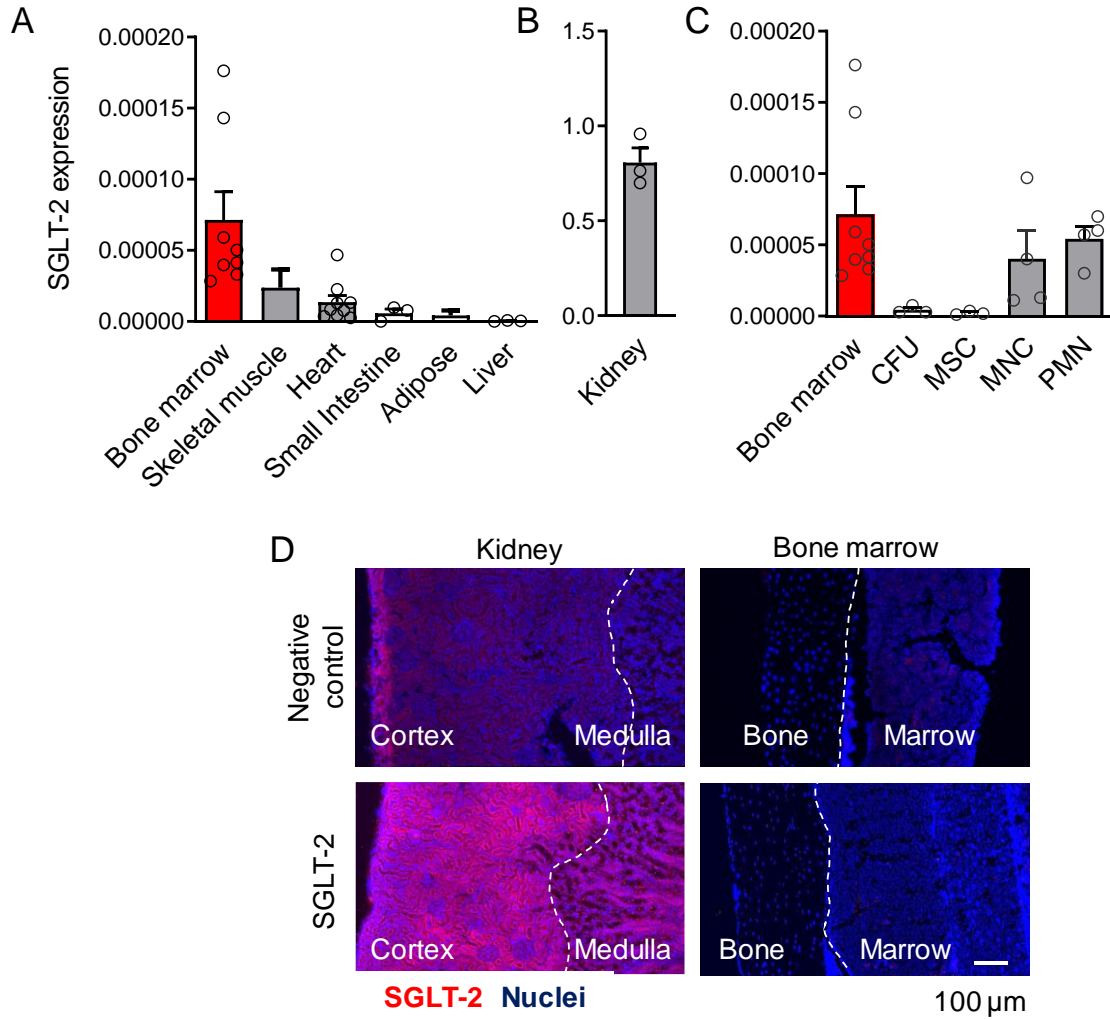 A
SGLT-2 expression
0.00020
0.00015
0.00010
0.00005
0.00000
Bone marrow
Skeletal muscle
Heart
Small Intestine
Adipose
Liver
B
1.5
1.0
0.5
0.0
Kidney
C
0.00020
0.00015
0.00010
0.00005
0.00000
Bone marrow
CFU
MSC
MNC
PMN
D
Kidney
Bone marrow
Negative
control
Cortex
Medulla
Bone
Marrow
SGLT-2
Cortex
Medulla
Bone
Marrow
SGLT-2 Nuclei
100 µm